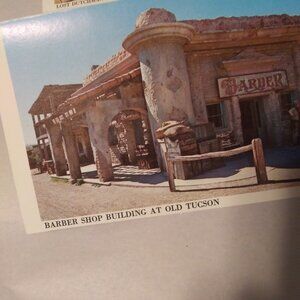 LOST DUTCHMAN
BARBER
BARBER SHOP BUILDING AT OLD TUCSON